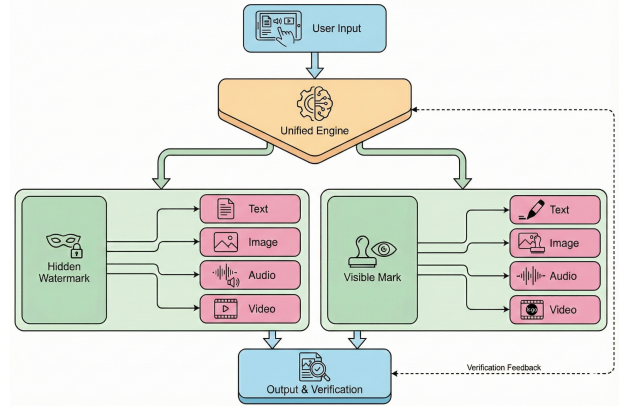 User Input
Unified Engine
Hidden
Watermark
Text
Image
Audio
Video
Visible Mark
Text
Image
Audio
Video
Verification Feedback
Output & Verification